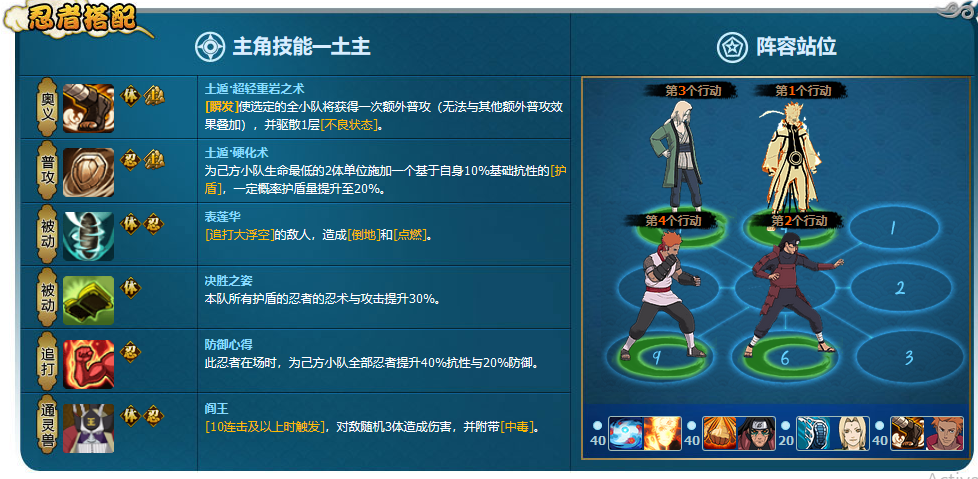 忍者搭配
主角技能—土主
阵容站位
奥义
体
土遁·超轻重岩之术
[瞬发]使选定的全小队将获得一次额外普攻（无法与其他额外普攻效
果叠加），并驱散1层[不良状态]。
普攻
忍
土遁·硬化术
为己方小队生命最低的2体单位施加一个基于自身10%基础抗性的[护
盾]，一定概率护盾量提升至20%。
被动
体
忍
表莲华
[追打大浮空]的敌人，造成[倒地]和[点燃]。
被动
体
决胜之姿
本队所有护盾的忍者的忍术与攻击提升30%。
追打
忍
防御心得
此忍者在场时，为己方小队全部忍者提升40%抗性与20%防御。
通灵兽
体
忍
阎王
[10连击及以上时触发]，对敌随机3体造成伤害，并附带[中毒]。
第3个行动
第1个行动
第4个行动
第2个行动
1
2
9
6
3
40
40
20
40
Activa